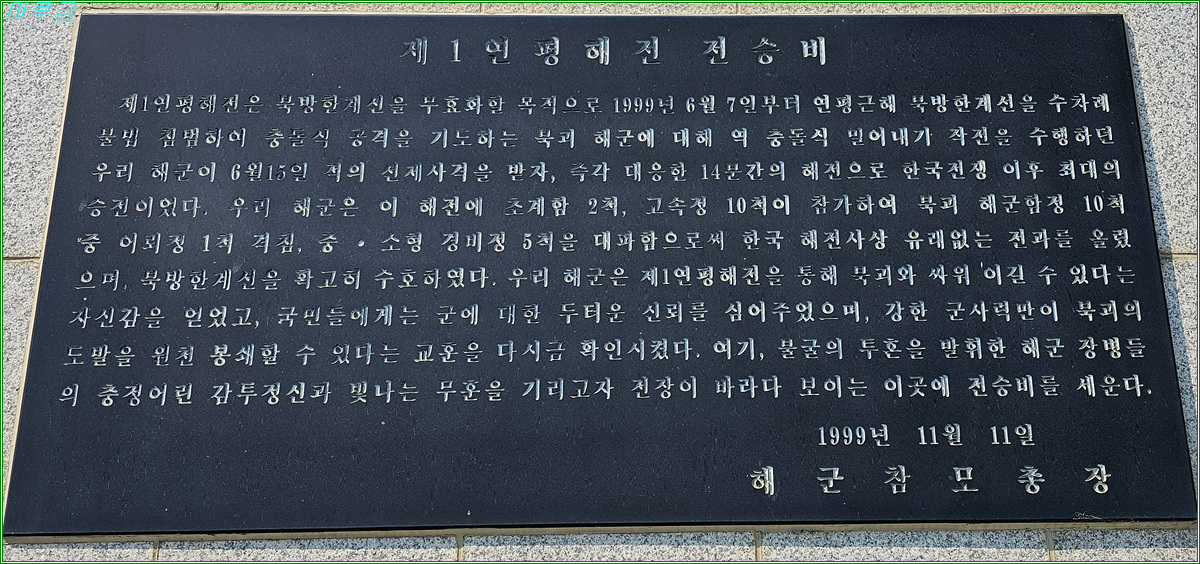 마루금
제1연평해전 전승비
제1연평해전은 북방한계선을 무효화할 목적으로 1999년 6월 7일부터 연평근해 북방한계선을 수차례
불법 침범하여 충돌식 공격을 기도하는 북괴 해군에 대해 역 충돌식 밀어내기 작전을 수행하던
우리 해군이 6월15일 적의 선제사격을 받자, 즉각 대응한 14분간의 해전으로 한국전쟁 이후 최대의
승전이었다. 우리 해군은 이 해전에 초계함 2척, 고속정 10척이 참가하여 북괴 해군함정 10척
중 어뢰정 1척 격침, 중 · 소형 경비정 5척을 대파함으로써 한국 해전사상 유례없는 전과를 올렸
으며, 북방한계선을 확고히 수호하였다. 우리 해군은 제1연평해전을 통해 북괴와 싸워 '이길 수 있다는
자신감을 얻었고, 국민들에게는 군에 대한 두터운 신뢰를 심어주었으며, 강한 군사력만이 북괴의
도발을 원천 봉쇄할 수 있다는 교훈을 다시금 확인시켰다. 여기, 불굴의 투혼을 발휘한 해군 장병들
의 충정어린 감투정신과 빛나는 무훈을 기리고자 전장이 바라다 보이는 이곳에 전승비를 세운다.
1999년 11월 11일
해군참모총장